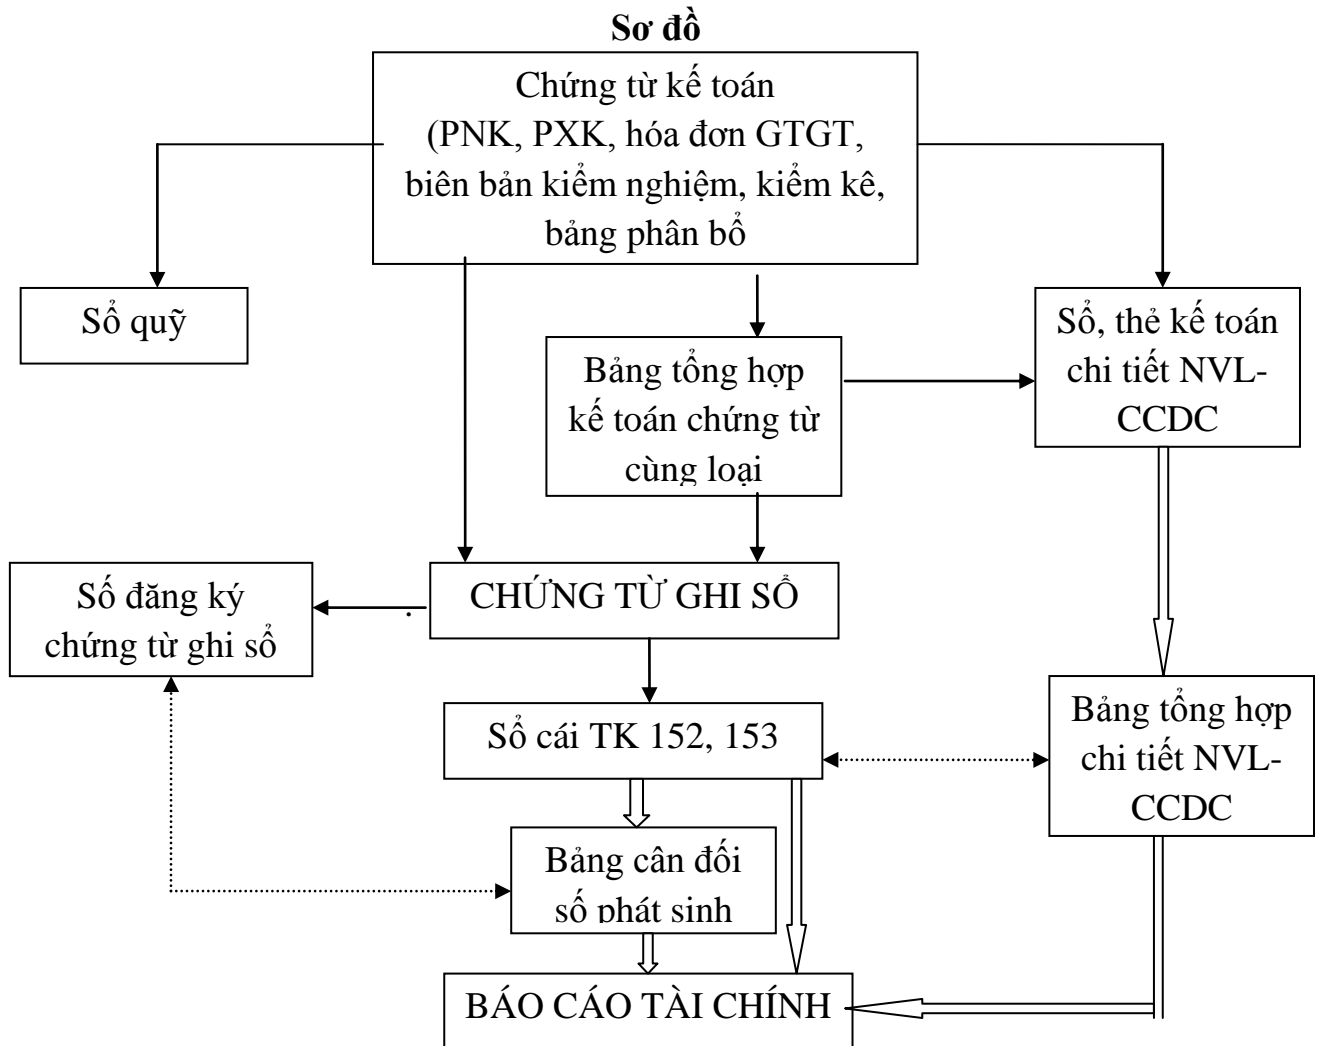 Sơ đồ
Chứng từ kế toán
(PNK, PXK, hóa đơn GTGT,
biên bản kiểm nghiệm, kiểm kê,
bảng phân bổ
Sổ quỹ
Bảng tổng hợp
kế toán chứng từ
cùng loại
Sổ, thẻ kế toán
chi tiết NVL-
CCDC
CHỨNG TỪ GHI SỔ
Số đăng ký
chứng từ ghi sổ
Sổ cái TK 152, 153
Bảng tổng hợp
chi tiết NVL-
CCDC
Bảng cân đối
số phát sinh
BÁO CÁO TÀI CHÍNH